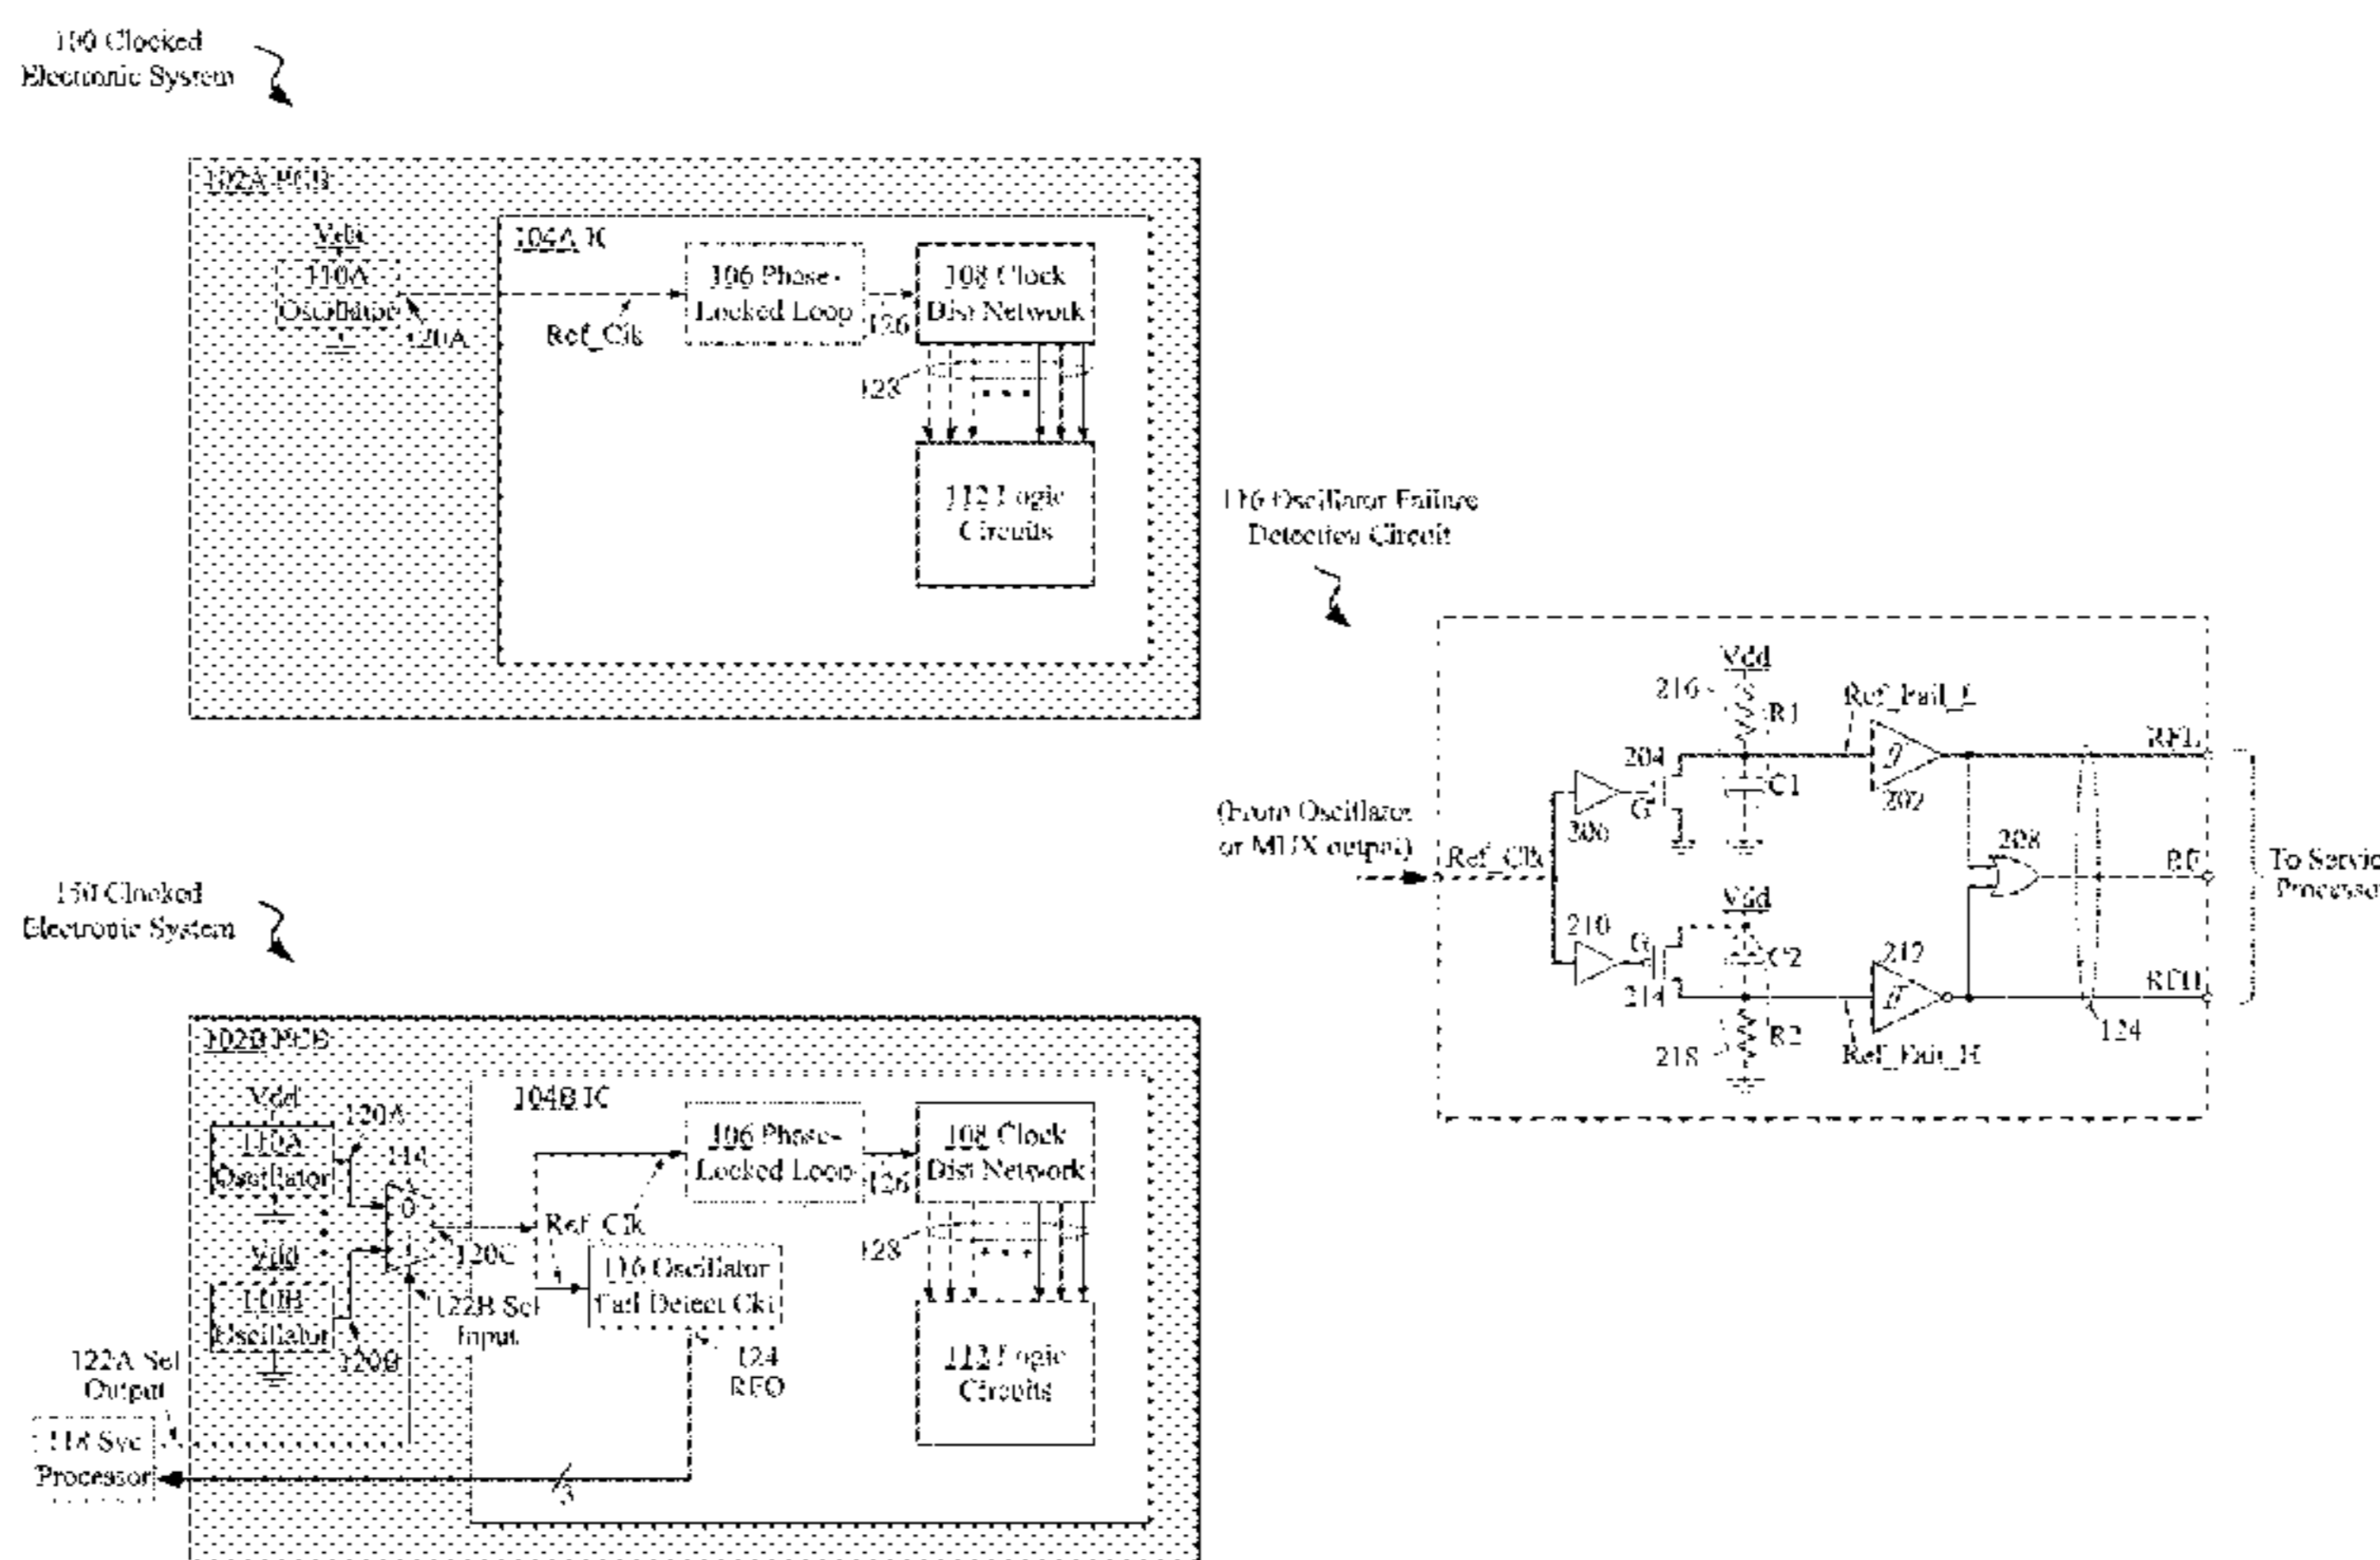 100 Clocked
Electronic System
102A PCB
Vdd
110A
Oscillator
120A
104A IC
Ref_Clk
106 Phase-
Locked Loop
126
108 Clock
Dist Network
128
112 Logic
Circuits
150 Clocked
Electronic System
102B PCB
Vdd
110A
Oscillator
120A
114
0
1
120C
Vdd
110B
Oscillator
120B
122B Sel
Input
122A Sel
Output
118 Svc
Processor
104B IC
Ref_Clk
106 Phase-
Locked Loop
126
108 Clock
Dist Network
128
116 Oscillator
Fail Detect Ckt
124
RFO
112 Logic
Circuits
3
116 Oscillator Failure
Detection Circuit
(From Oscillator
or MUX output)
Ref_Clk
Vdd
216
R1
Ref_Fail_L
RFL
204
G
206
C1
202
208
RF
To Servic
Processo
Vdd
210
G
C2
212
RFH
214
R2
218
Ref_Fail_H
124